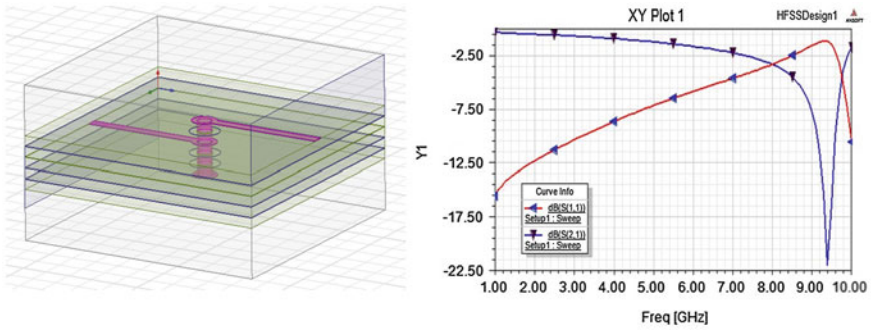 XY Plot 1
HFSSDesign1
ANSOFT
-2.50
-7.50
-12.50
-17.50
-22.50
Y1
Curve Info
dB(S(1,1))
Setup1 : Sweep
dB(S(2,1))
Setup1 : Sweep
1.00 2.00 3.00 4.00 5.00 6.00 7.00 8.00 9.00 10.00
Freq [GHz]